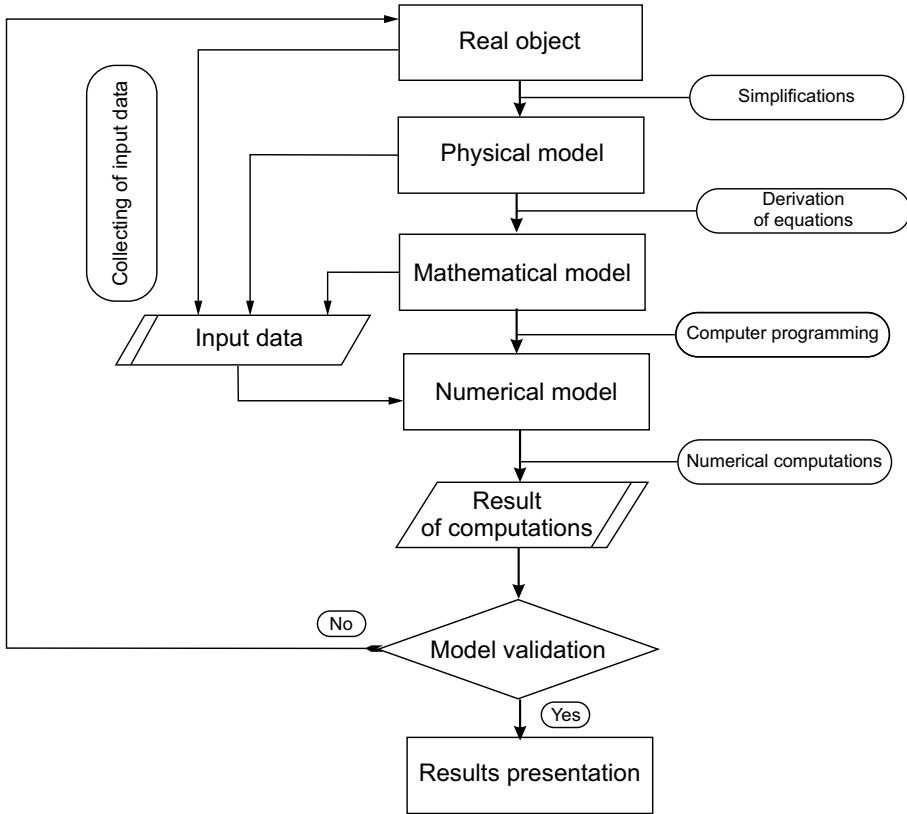 Real object
Simplifications
Collecting of input data
Physical model
Derivation
of equations
Mathematical model
Input data
Computer programming
Numerical model
Numerical computations
Result
of computations
No
Model validation
Yes
Results presentation